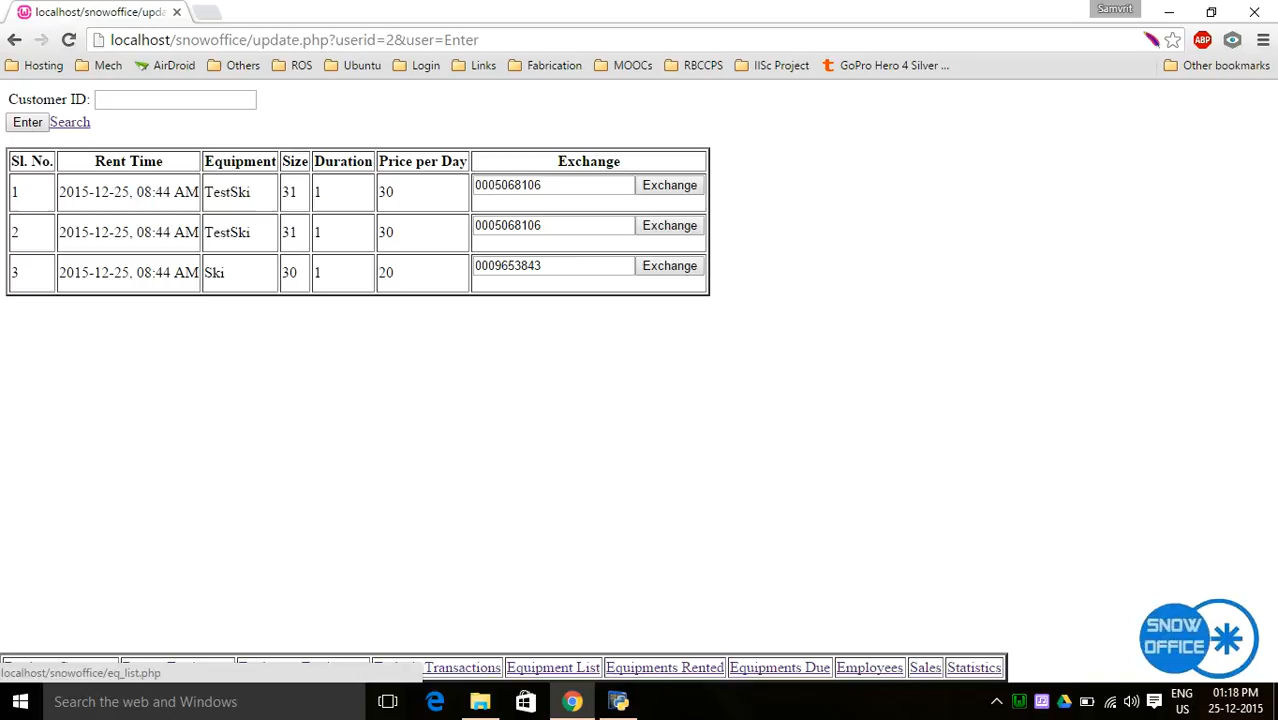 localhost/snowoffice/upda
Samvrit
localhost/snowoffice/update.php?userid=2&user=Enter
ABP
Hosting Mech AirDroid Others ROS Ubuntu Login Links Fabrication MOOCs RBCCPS IISc Project GoPro Hero 4 Silver ... Other bookmarks
Customer ID:
Enter Search
Sl. No. Rent Time Equipment Size Duration Price per Day Exchange
1 2015-12-25, 08:44 AM TestSki 31 1 30 0005068106 Exchange
2 2015-12-25, 08:44 AM TestSki 31 1 30 0005068106 Exchange
3 2015-12-25, 08:44 AM Ski 30 1 20 0009653843 Exchange
SNOW
OFFICE
Transactions Equipment List Equipments Rented Equipments Due Employees Sales Statistics
localhost/snowoffice/eq_list.php
Search the web and Windows
ENG
US
01:18 PM
25-12-2015